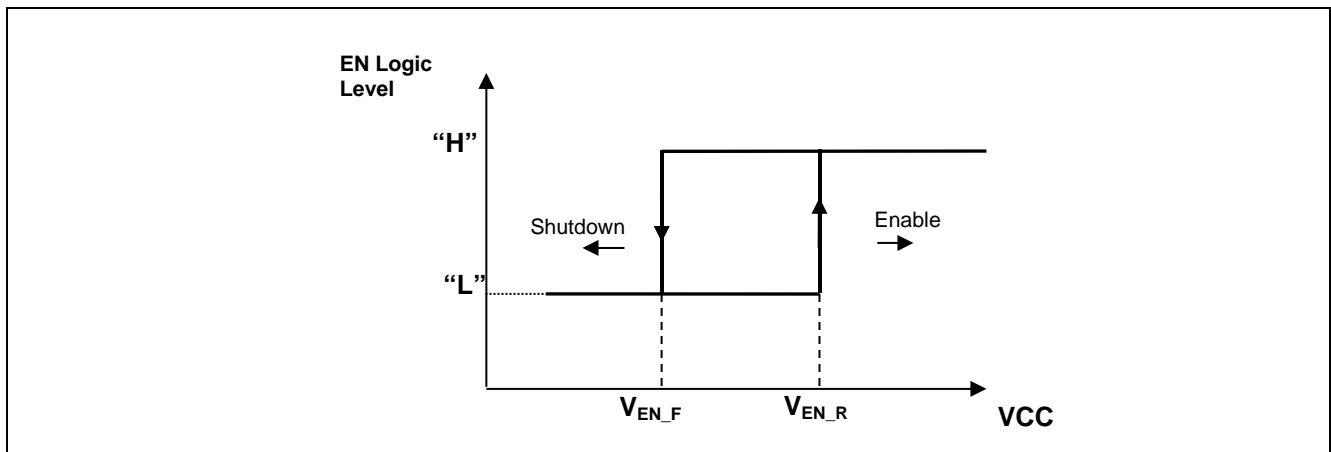 EN Logic
Level
“H”
Shutdown
Enable
“L”
V_EN_F
V_EN_R
VCC